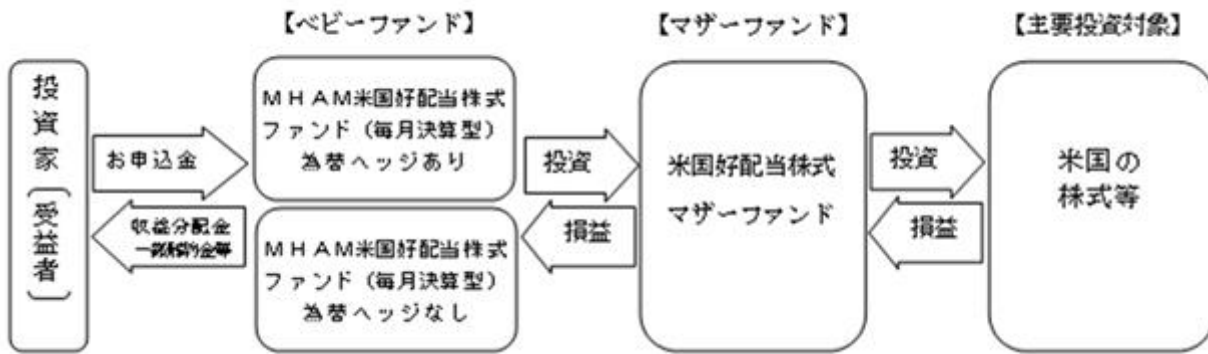 【ベビーファンド】
【マザーファンド】
【主要投資対象】
投資家（受益者）
お申込金
収益分配金
一部解約金等
MHAM米国好配当株式
ファンド（毎月決算型）
為替ヘッジあり
MHAM米国好配当株式
ファンド（毎月決算型）
為替ヘッジなし
投資
損益
米国好配当株式
マザーファンド
投資
損益
米国の
株式等